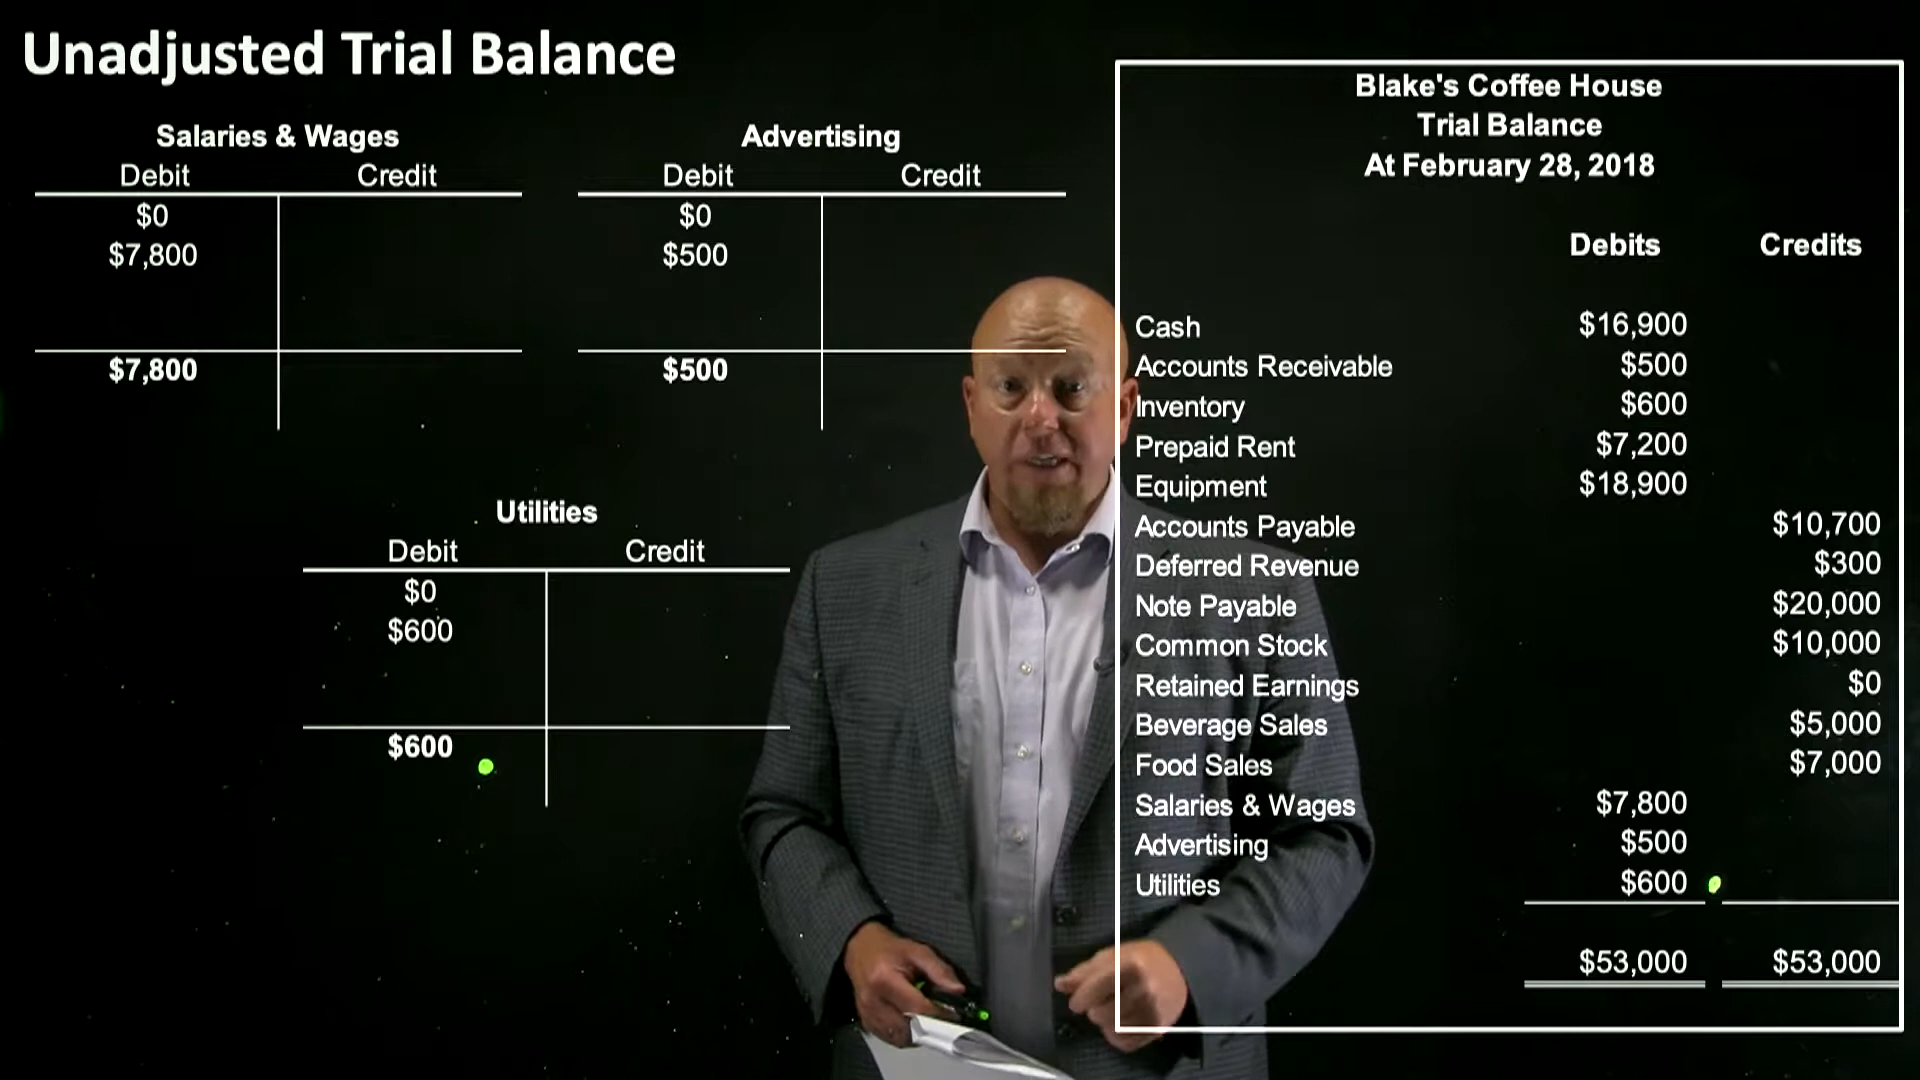 Unadjusted Trial Balance
Salaries & Wages
Debit Credit
$0
$7,800
$7,800
Advertising
Debit Credit
$0
$500
$500
Utilities
Debit Credit
$0
$600
$600
Blake's Coffee House
Trial Balance
At February 28, 2018
Debits Credits
Cash $16,900
Accounts Receivable $500
Inventory $600
Prepaid Rent $7,200
Equipment $18,900
Accounts Payable $10,700
Deferred Revenue $300
Note Payable $20,000
Common Stock $10,000
Retained Earnings $0
Beverage Sales $5,000
Food Sales $7,000
Salaries & Wages $7,800
Advertising $500
Utilities $600
$53,000 $53,000